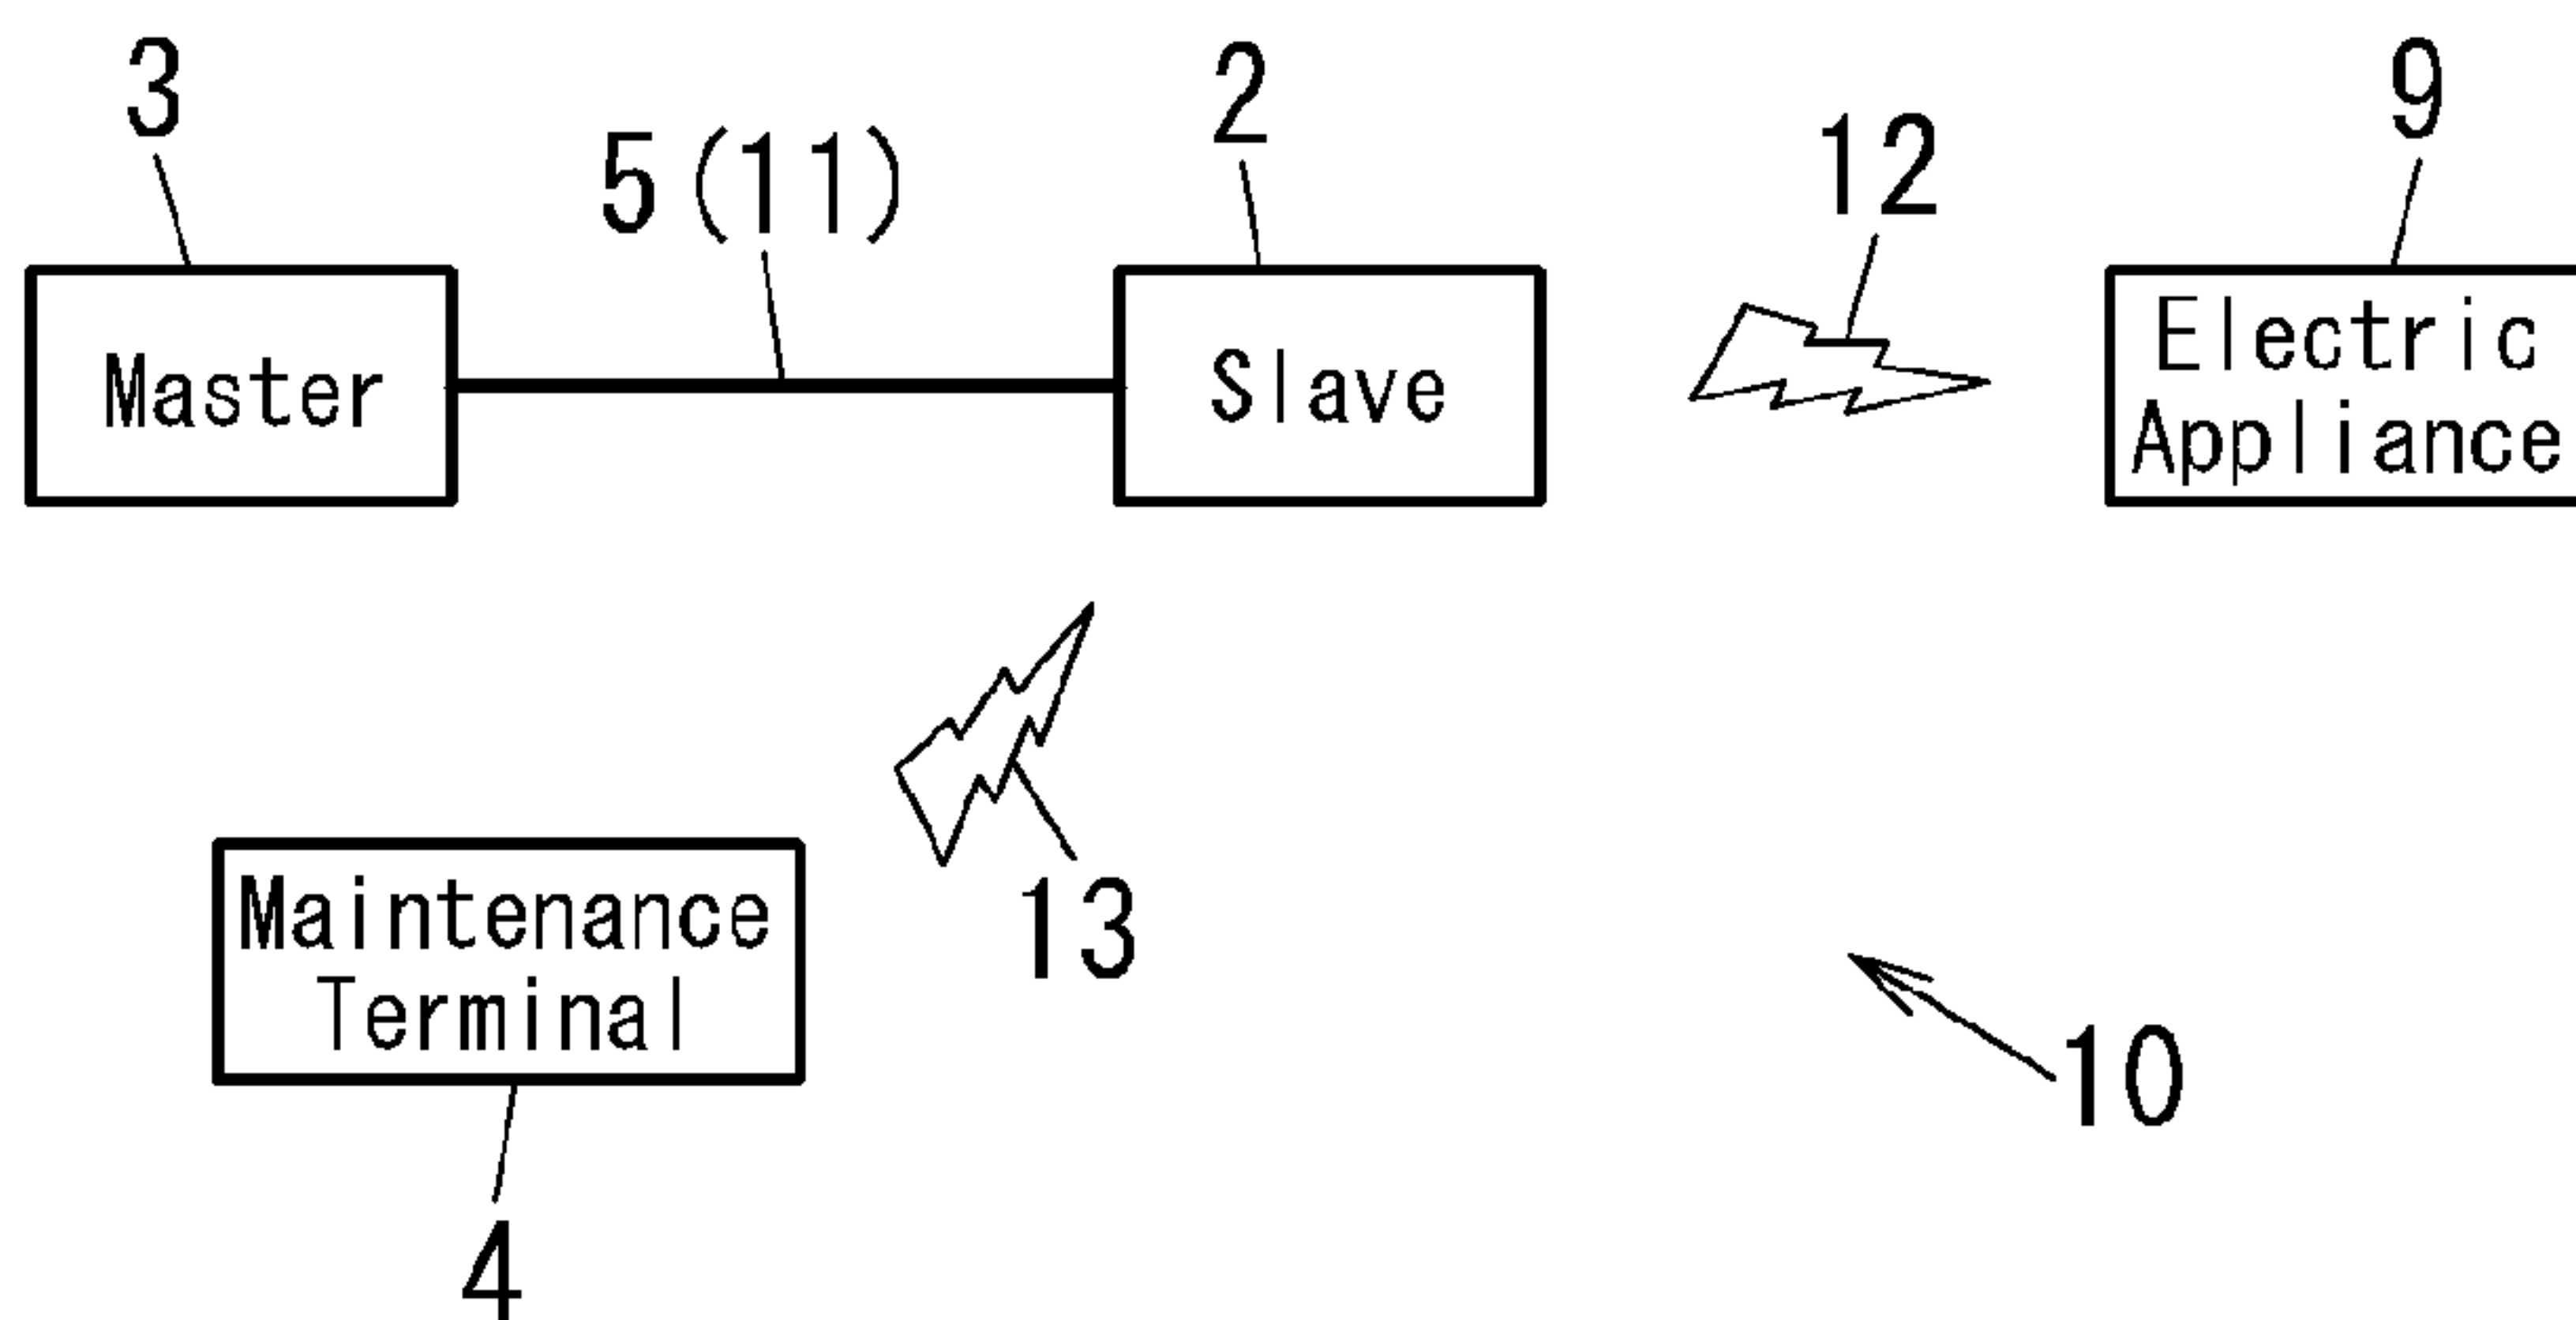 3
5(11)
2
12
9
Master
Slave
Electric
Appliance
13
Maintenance
Terminal
10
4